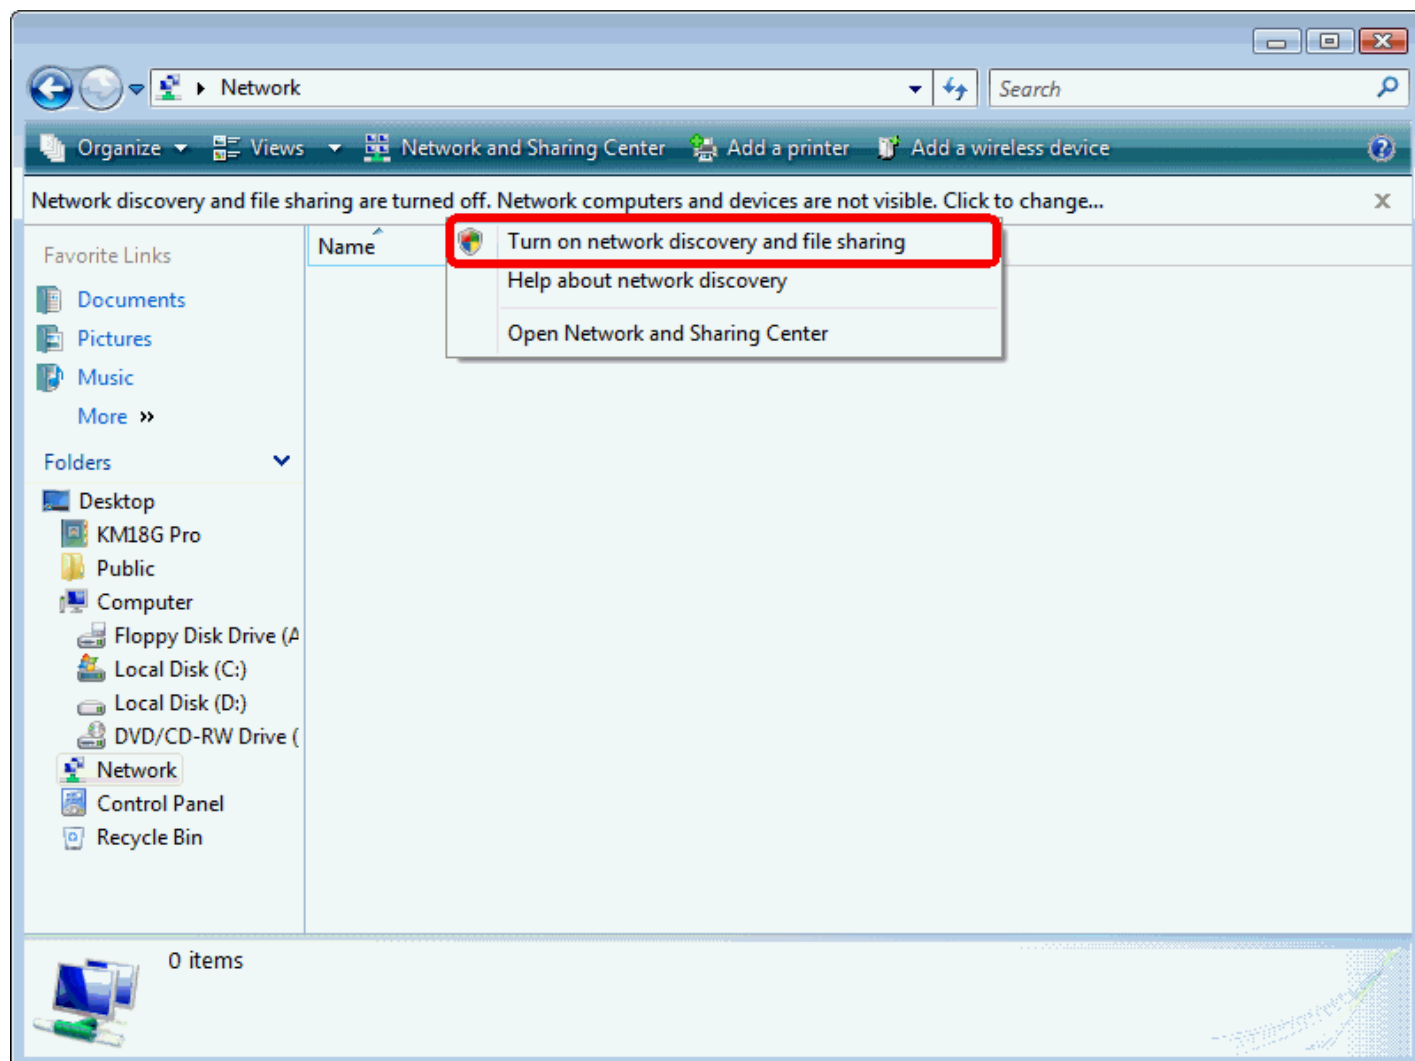 Network
Search
Organize
Views
Network and Sharing Center
Add a printer
Add a wireless device
Network discovery and file sharing are turned off. Network computers and devices are not visible. Click to change...
Favorite Links
Name
Turn on network discovery and file sharing
Help about network discovery
Open Network and Sharing Center
Documents
Pictures
Music
More »
Folders
Desktop
KM18G Pro
Public
Computer
Floppy Disk Drive (A
Local Disk (C:)
Local Disk (D:)
DVD/CD-RW Drive (
Network
Control Panel
Recycle Bin
0 items